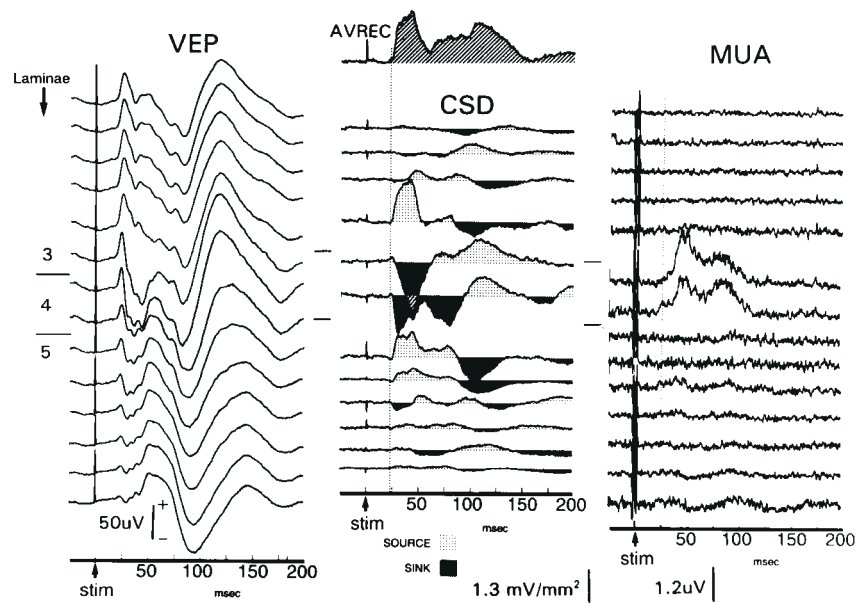 VEP
Laminae
3
4
5
50uV
+
−
stim
50
100
150
200
msec
AVREC
CSD
stim
50
100
150
200
msec
SOURCE
SINK
1.3 mV/mm²
MUA
stim
50
100
150
200
msec
1.2uV